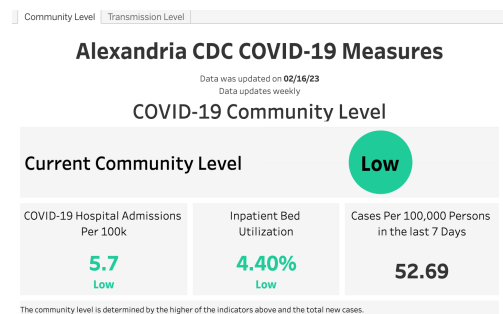 Community Level
Transmission Level
Alexandria CDC COVID-19 Measures
Data was updated on 02/16/23
Data updates weekly
COVID-19 Community Level
Current Community Level
Low
COVID-19 Hospital Admissions
Per 100k
5.7
Low
Inpatient Bed
Utilization
4.40%
Low
Cases Per 100,000 Persons
in the last 7 Days
52.69
The community level is determined by the higher of the indicators above and the total new cases.